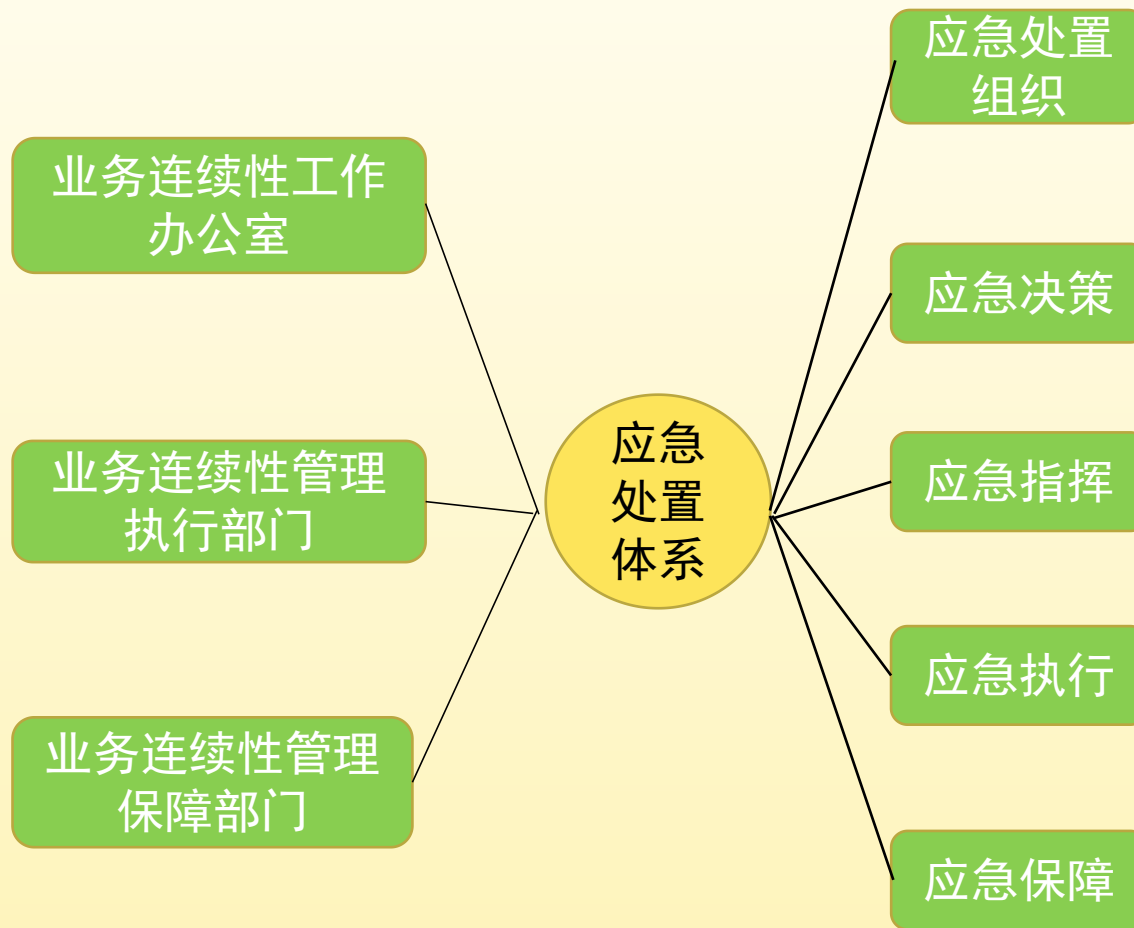 业务连续性工作
办公室
业务连续性管理
执行部门
业务连续性管理
保障部门
应急
处置
体系
应急处置
组织
应急决策
应急指挥
应急执行
应急保障